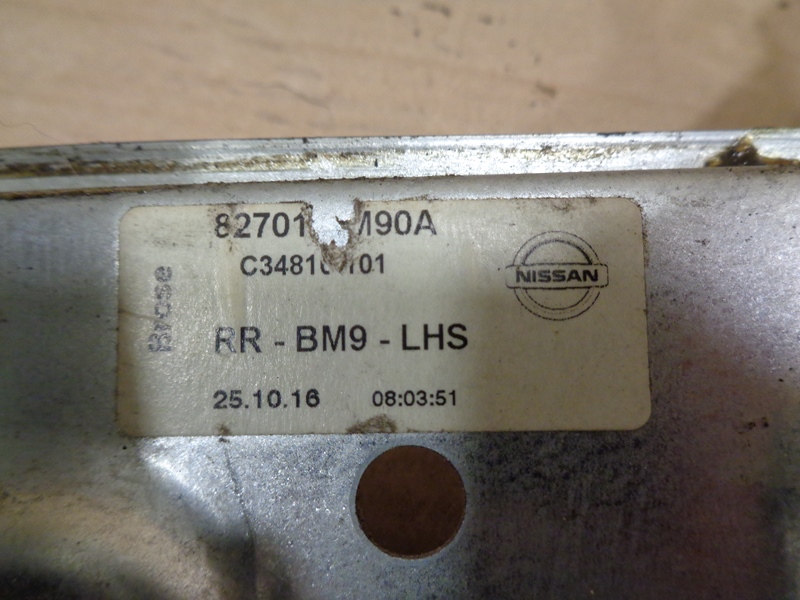 82701 M90A
NISSAN
Brose
RR - BM9 - LHS
25.10.16 08:03:51